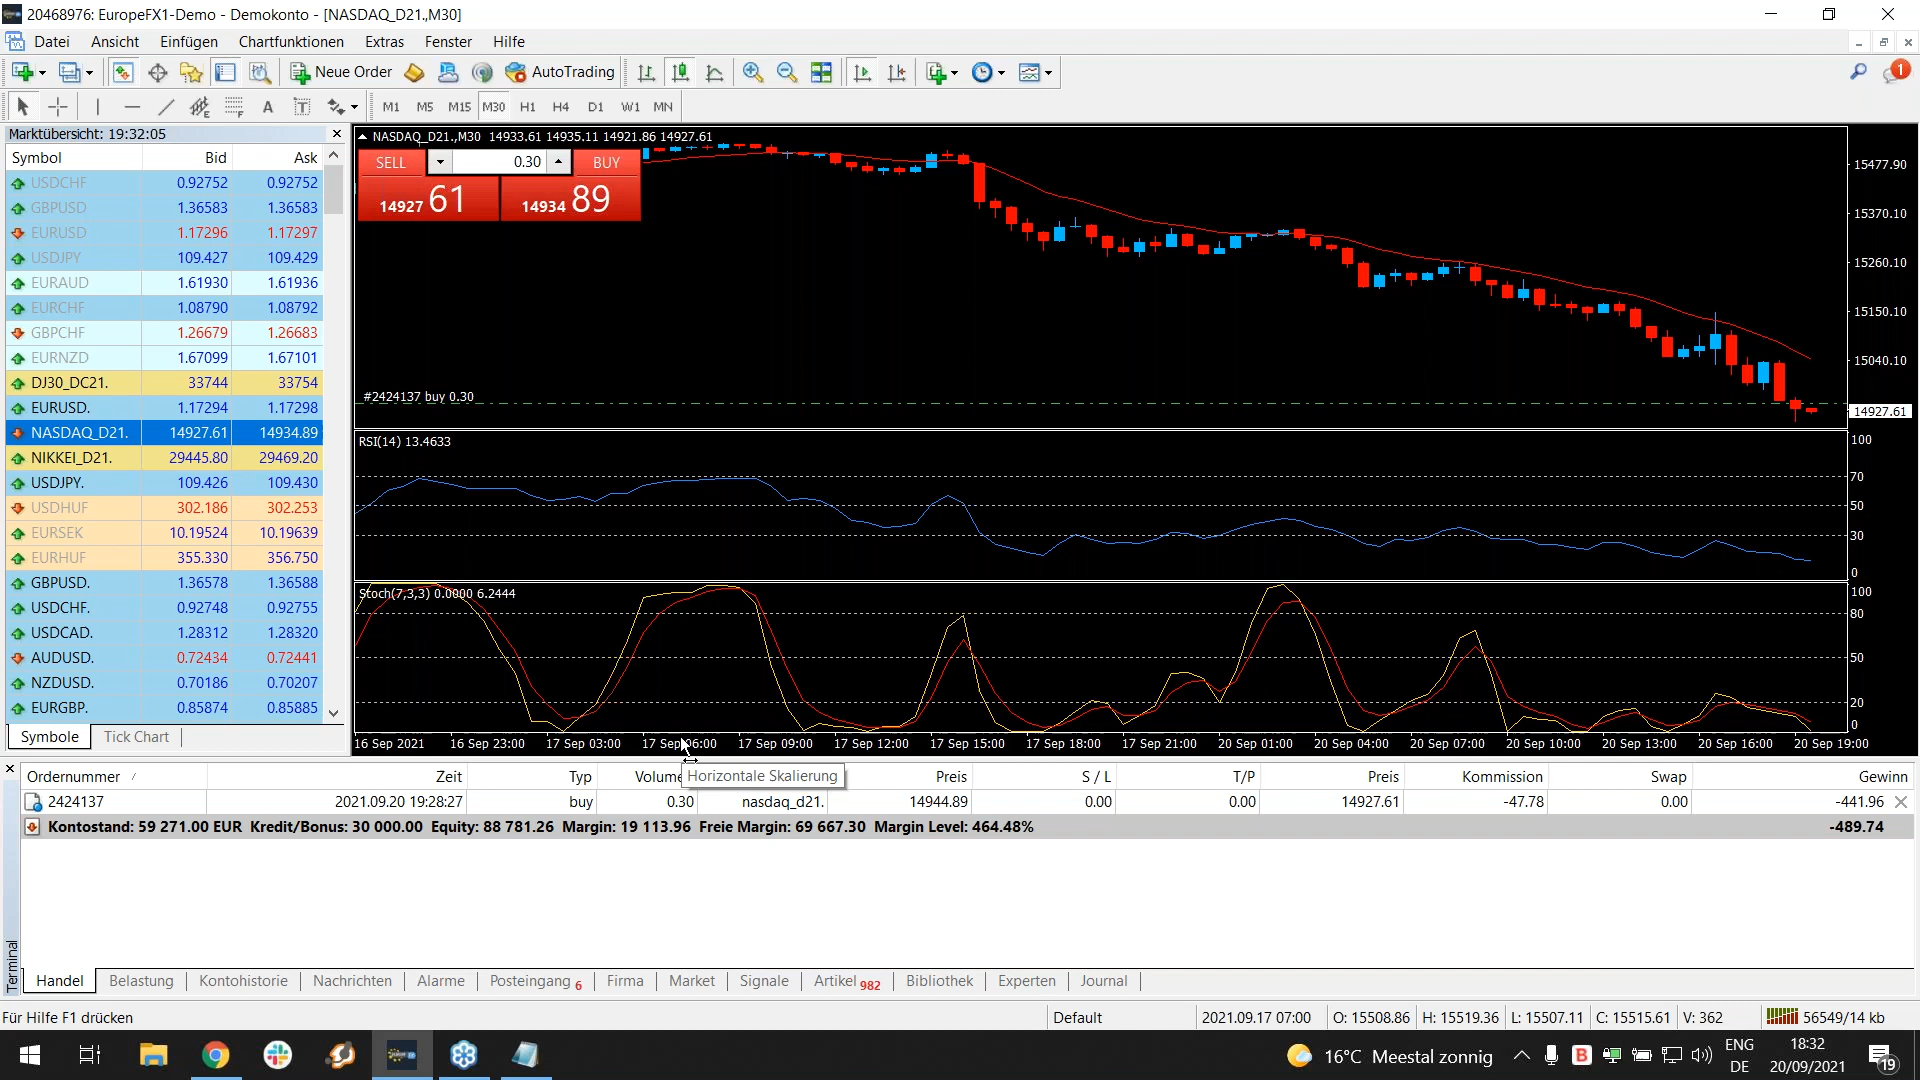 20468976: EuropeFX1-Demo - Demokonto - [NASDAQ_D21.,M30]
Datei Ansicht Einfügen Chartfunktionen Extras Fenster Hilfe
Neue Order AutoTrading 1
A T M1 M5 M15 M30 H1 H4 D1 W1 MN
Marktübersicht: 19:32:05
Symbol Bid Ask
USDCHF 0.92752 0.92752
GBPUSD 1.36583 1.36583
EURUSD 1.17296 1.17297
USDJPY 109.427 109.429
EURAUD 1.61930 1.61936
EURCHF 1.08790 1.08792
GBPCHF 1.26679 1.26683
EURNZD 1.67099 1.67101
DJ30_DC21. 33744 33754
EURUSD. 1.17294 1.17298
NASDAQ_D21. 14927.61 14934.89
NIKKEI_D21. 29445.80 29469.20
USDJPY. 109.426 109.430
USDHUF 302.186 302.253
EURSEK 10.19524 10.19639
EURHUF 355.330 356.750
GBPUSD. 1.36578 1.36588
USDCHF. 0.92748 0.92755
USDCAD. 1.28312 1.28320
AUDUSD. 0.72434 0.72441
NZDUSD. 0.70186 0.70207
EURGBP. 0.85874 0.85885
Symbole Tick Chart
NASDAQ_D21.,M30 14933.61 14935.11 14921.86 14927.61
SELL 0.30 BUY
14927 61 14934 89
15477.90
15370.10
15260.10
15150.10
15040.10
14927.61
#2424137 buy 0.30
RSI(14) 13.4633
100
70
50
30
0
Stoch(7,3,3) 0.0000 6.2444
100
80
50
20
0
16 Sep 2021 16 Sep 23:00 17 Sep 03:00 17 Sep 06:00 17 Sep 09:00 17 Sep 12:00 17 Sep 15:00 17 Sep 18:00 17 Sep 21:00 20 Sep 01:00 20 Sep 04:00 20 Sep 07:00 20 Sep 10:00 20 Sep 13:00 20 Sep 16:00 20 Sep 19:00
Ordernummer / Zeit Typ Volume Horizontale Skalierung Preis S / L T/P Preis Kommission Swap Gewinn
2424137 2021.09.20 19:28:27 buy 0.30 nasdaq_d21. 14944.89 0.00 0.00 14927.61 -47.78 0.00 -441.96
Kontostand: 59 271.00 EUR Kredit/Bonus: 30 000.00 Equity: 88 781.26 Margin: 19 113.96 Freie Margin: 69 667.30 Margin Level: 464.48% -489.74
Terminal
Handel Belastung Kontohistorie Nachrichten Alarme Posteingang 6 Firma Market Signale Artikel 982 Bibliothek Experten Journal
Für Hilfe F1 drücken Default 2021.09.17 07:00 O: 15508.86 H: 15519.36 L: 15507.11 C: 15515.61 V: 362 56549/14 kb
16°C Meestal zonnig B ENG DE 18:32 20/09/2021 19